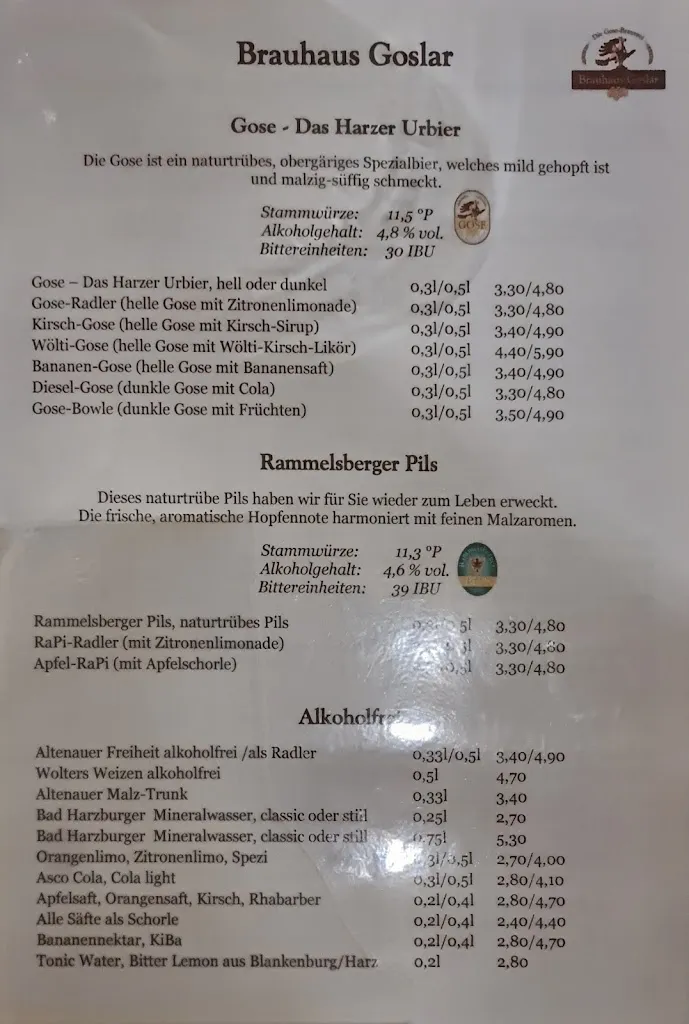 Brauhaus Goslar
Die Gose-Brauerei
Brauhaus Goslar
Gose - Das Harzer Urbier
Die Gose ist ein naturtrübes, obergäriges Spezialbier, welches mild gehopft ist
und malzig-süffig schmeckt.
Stammwürze: 11,5 °P
Alkoholgehalt: 4,8 % vol.
Bittereinheiten: 30 IBU
GOSE
Gose – Das Harzer Urbier, hell oder dunkel 0,3l/0,5l 3,30/4,80
Gose-Radler (helle Gose mit Zitronenlimonade) 0,3l/0,5l 3,30/4,80
Kirsch-Gose (helle Gose mit Kirsch-Sirup) 0,3l/0,5l 3,40/4,90
Wölti-Gose (helle Gose mit Wölti-Kirsch-Likör) 0,3l/0,5l 4,40/5,90
Bananen-Gose (helle Gose mit Bananensaft) 0,3l/0,5l 3,40/4,90
Diesel-Gose (dunkle Gose mit Cola) 0,3l/0,5l 3,30/4,80
Gose-Bowle (dunkle Gose mit Früchten) 0,3l/0,5l 3,50/4,90
Rammelsberger Pils
Dieses naturtrübe Pils haben wir für Sie wieder zum Leben erweckt.
Die frische, aromatische Hopfennote harmoniert mit feinen Malzaromen.
Stammwürze: 11,3 °P
Alkoholgehalt: 4,6 % vol.
Bittereinheiten: 39 IBU
Rammelsberger Pils, naturtrübes Pils 3,30/4,80
RaPi-Radler (mit Zitronenlimonade) 3,30/4,80
Apfel-RaPi (mit Apfelschorle) 3,30/4,80
Altenauer Freiheit alkoholfrei /als Radler 0,33l/0,5l 3,40/4,90
Wolters Weizen alkoholfrei 0,5l 4,70
Altenauer Malz-Trunk 0,33l 3,40
Bad Harzburger Mineralwasser, classic oder still 0,25l 2,70
Bad Harzburger Mineralwasser, classic oder still 0,75l 5,30
Orangenlimo, Zitronenlimo, Spezi 0,3l/0,5l 2,70/4,00
Asco Cola, Cola light 0,3l/0,5l 2,80/4,10
Apfelsaft, Orangensaft, Kirsch, Rhabarber 0,2l/0,4l 2,80/4,70
Alle Säfte als Schorle 0,2l/0,4l 2,40/4,40
Bananennektar, KiBa 0,2l/0,4l 2,80/4,70
Tonic Water, Bitter Lemon aus Blankenburg/Harz 0,2l 2,80